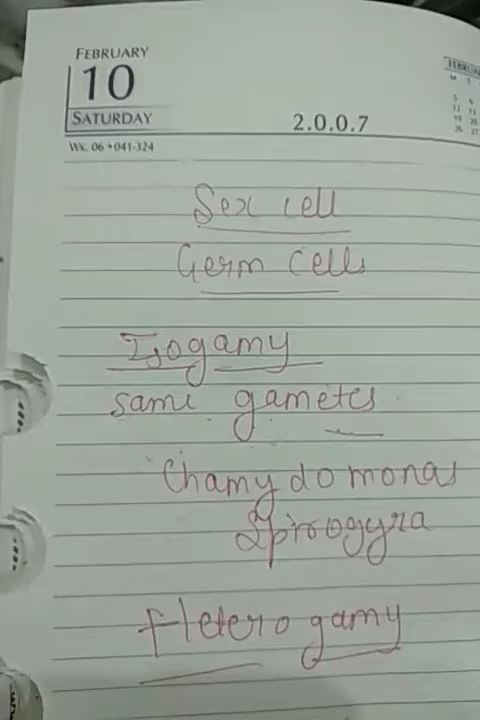 FEBRUARY
10
SATURDAY
2.0.0.7
Wk. 06 • 041-324
Sex cell
Germ cells
Isogamy
same gametes
Chamydomonas
Spirogyra
Heterogamy